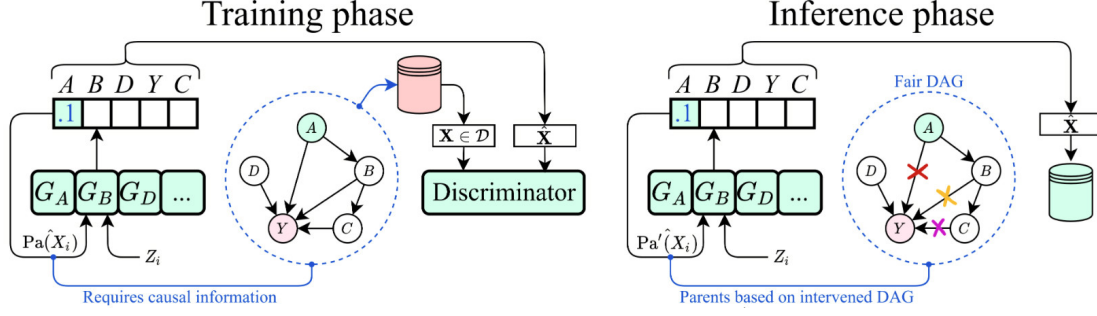 Training phase
A B D Y C
.1
G_A G_B G_D ...
Pa(X̂_i)
Z_i
Requires causal information
A
D
B
Y
C
X ∈ 𝒟
X̂
Discriminator
Inference phase
A B D Y C
.1
G_A G_B G_D ...
Pa'(X̂_i)
Z_i
Parents based on intervened DAG
Fair DAG
A
D
B
Y
C
X̂